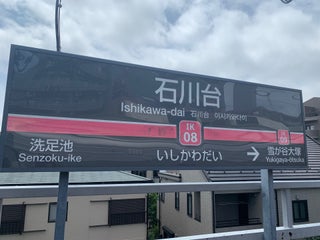 石川台
Ishikawa-dai 石川台 이시카와다이
IK
08
洗足池
Senzoku-ike
いしかわだい
→ 雪が谷大塚
Yukigaya-otsuka